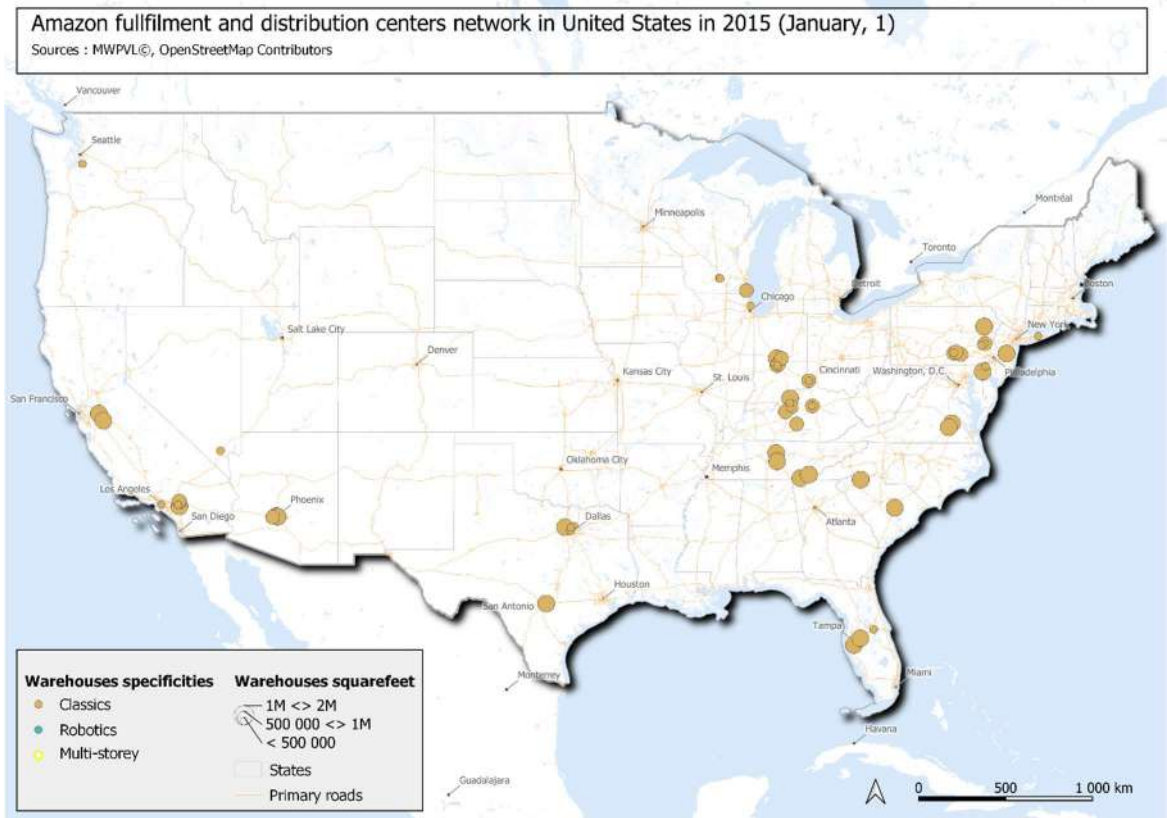 Amazon fullfilment and distribution centers network in United States in 2015 (January, 1)
Sources : MWPVL©, OpenStreetMap Contributors
Vancouver
Seattle
Montréal
Minneapolis
Toronto
Detroit
Boston
Chicago
New York
Salt Lake City
Denver
Cincinnati
Washington, D.C.
Philadelphia
Kansas City
St. Louis
San Francisco
Oklahoma City
Memphis
Los Angeles
Phoenix
San Diego
Dallas
Atlanta
Houston
San Antonio
Tampa
Miami
Monterrey
Havana
Guadalajara
Warehouses specificities
Classics
Robotics
Multi-storey
Warehouses squarefeet
1M <> 2M
500 000 <> 1M
< 500 000
States
Primary roads
0 500 1 000 km